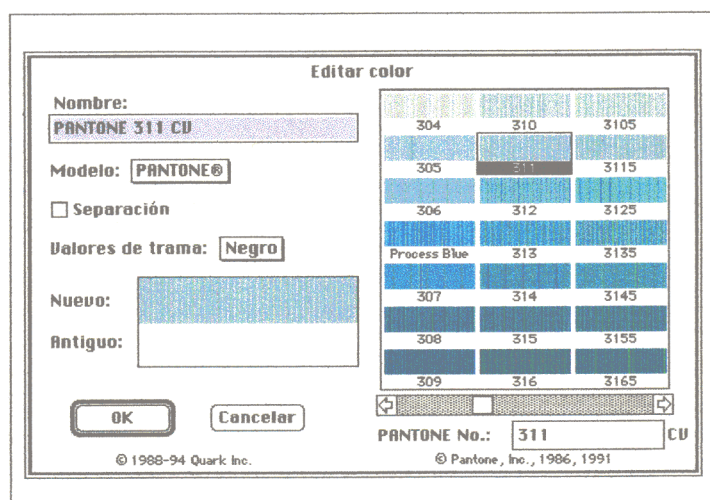 Editar color
Nombre:
PANTONE 311 CV
Modelo: PANTONE®
Separación
Valores de trama: Negro
Nuevo:
Antiguo:
OK Cancelar
© 1988-94 Quark Inc.
304 310 3105
305 311 3115
306 312 3125
Process Blue 313 3135
307 314 3145
308 315 3155
309 316 3165
PANTONE No.: 311 CV
© Pantone, Inc., 1986, 1991